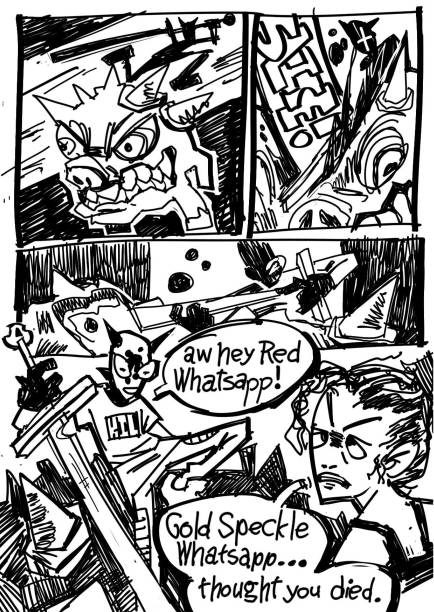 aw hey Red
Whatsapp!
Gold Speckle
Whatsapp...
thought you died.